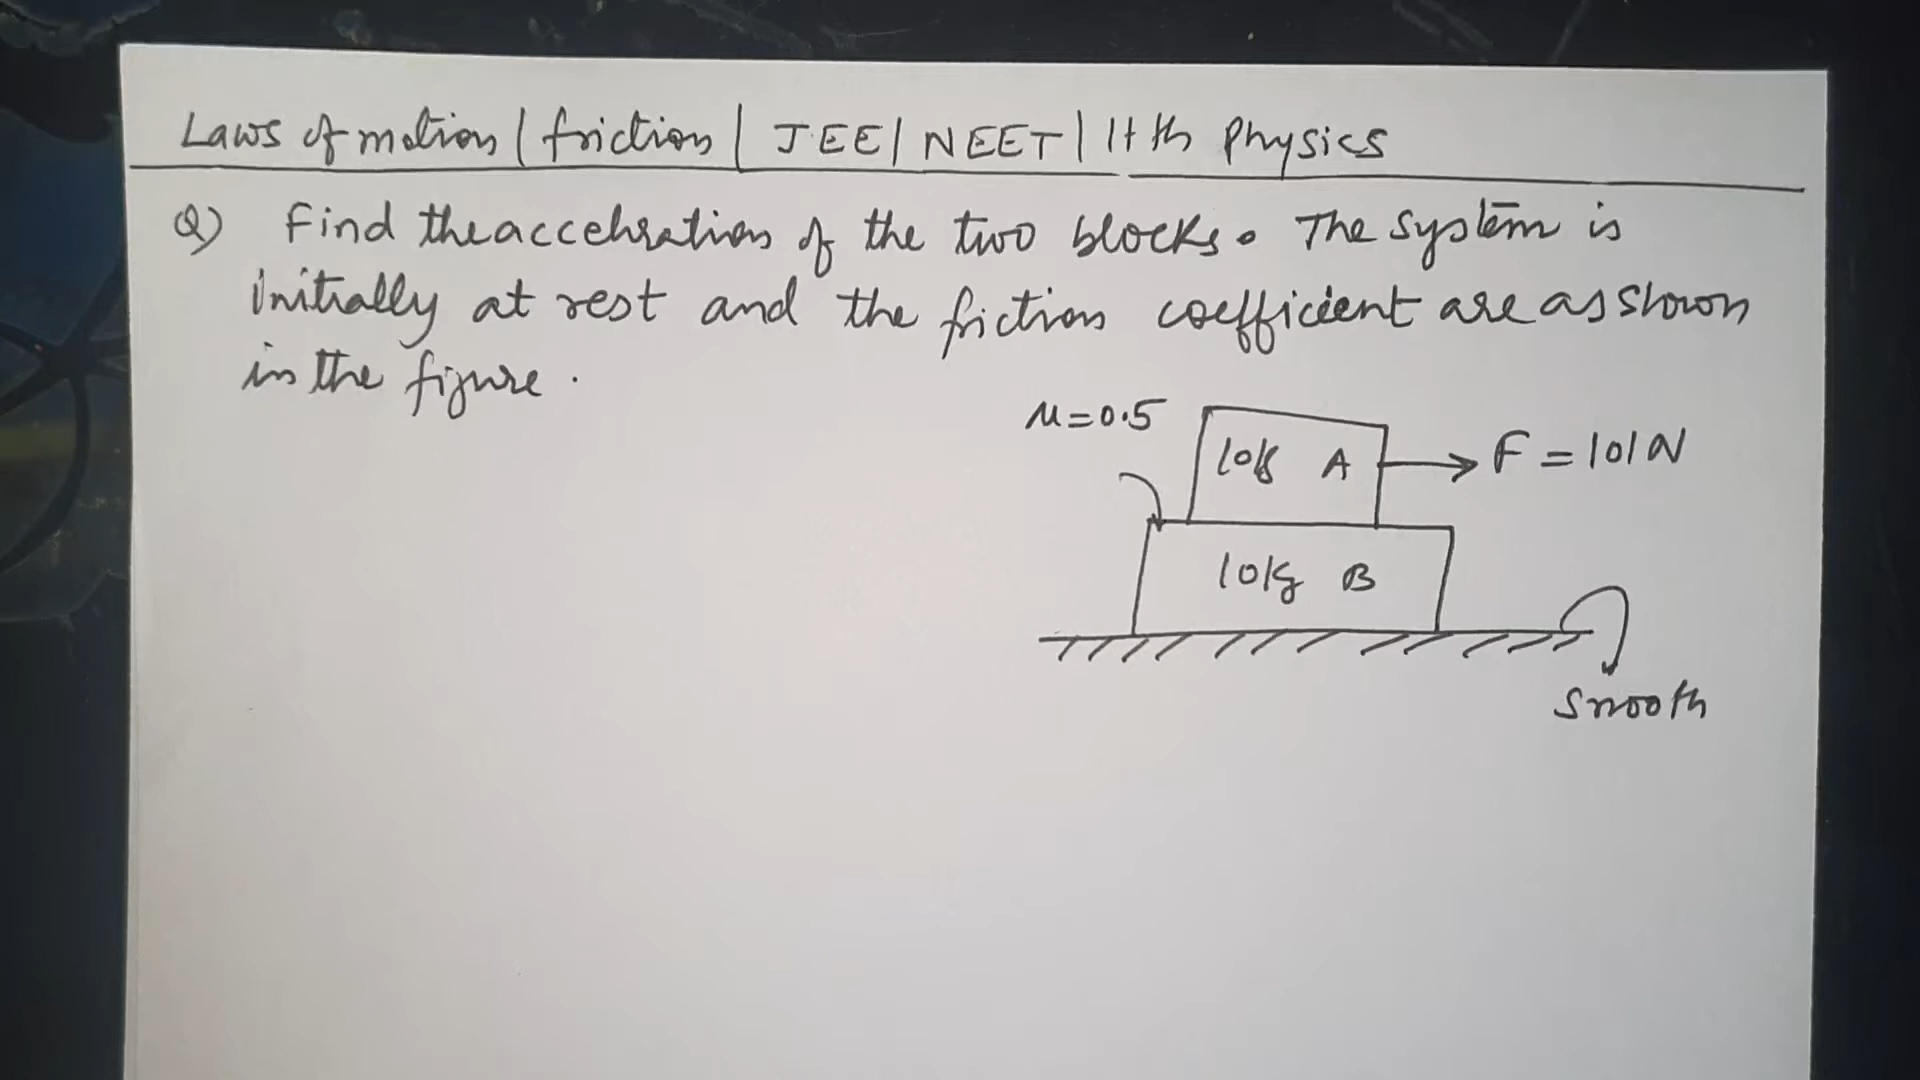 Laws of motion | friction | JEE | NEET | 11th Physics
Q) Find the acceleration of the two blocks. The system is
initially at rest and the friction coefficient are as shown
in the figure.
μ=0.5
10kg A
F = 101N
10kg B
Smooth